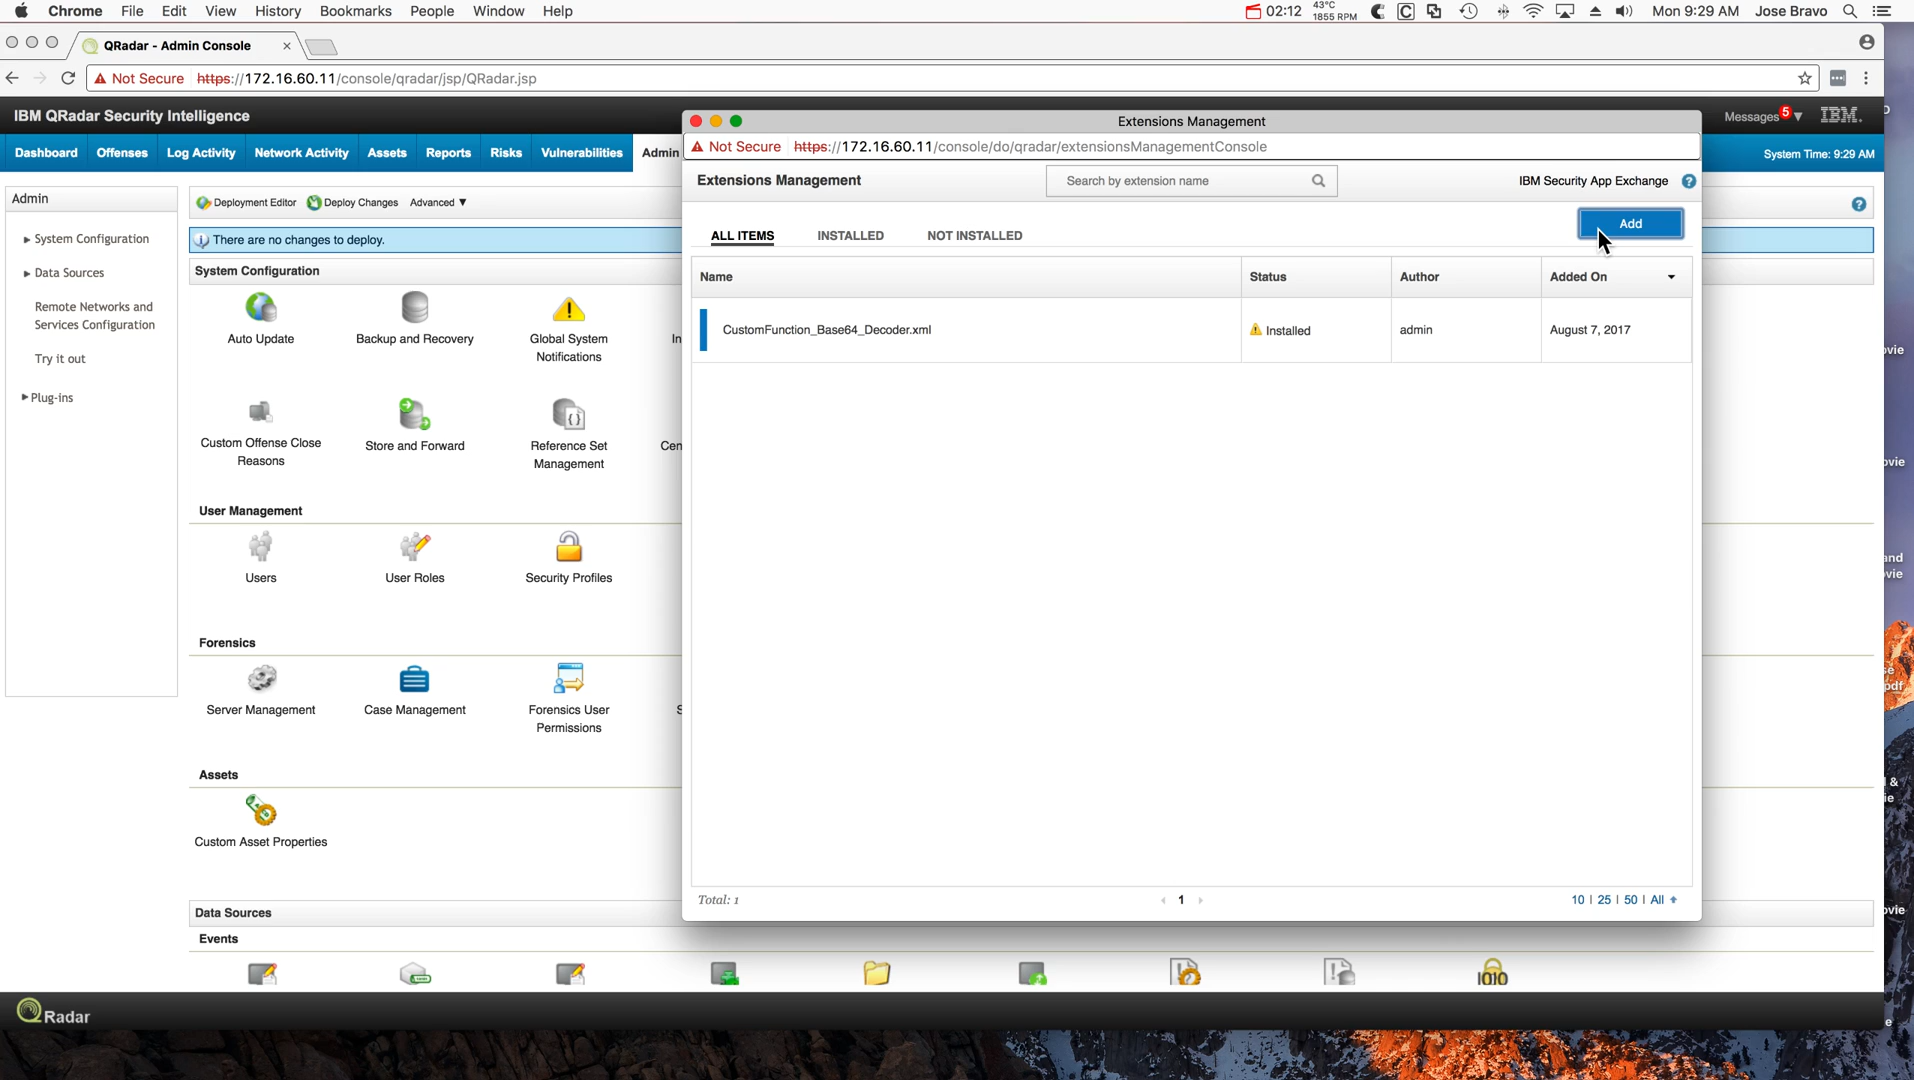 Chrome File Edit View History Bookmarks People Window Help
02:12 43°C 1855 RPM Mon 9:29 AM Jose Bravo
QRadar - Admin Console
Not Secure https://172.16.60.11/console/qradar/jsp/QRadar.jsp
IBM QRadar Security Intelligence
Messages 5 IBM.
Dashboard Offenses Log Activity Network Activity Assets Reports Risks Vulnerabilities Admin
System Time: 9:29 AM
Admin
System Configuration
Data Sources
Remote Networks and
Services Configuration
Try it out
Plug-ins
Deployment Editor Deploy Changes Advanced
There are no changes to deploy.
System Configuration
Auto Update
Backup and Recovery
Global System
Notifications
In
Custom Offense Close
Reasons
Store and Forward
Reference Set
Management
Cen
User Management
Users
User Roles
Security Profiles
Forensics
Server Management
Case Management
Forensics User
Permissions
S
Assets
Custom Asset Properties
Data Sources
Events
QRadar
Extensions Management
Not Secure https://172.16.60.11/console/do/qradar/extensionsManagementConsole
Extensions Management
Search by extension name
IBM Security App Exchange ?
ALL ITEMS INSTALLED NOT INSTALLED
Add
Name Status Author Added On
CustomFunction_Base64_Decoder.xml Installed admin August 7, 2017
Total: 1
1
10 | 25 | 50 | All
?
ovie
ovie
and
vie
se
pdf
&
ie
ovie
e